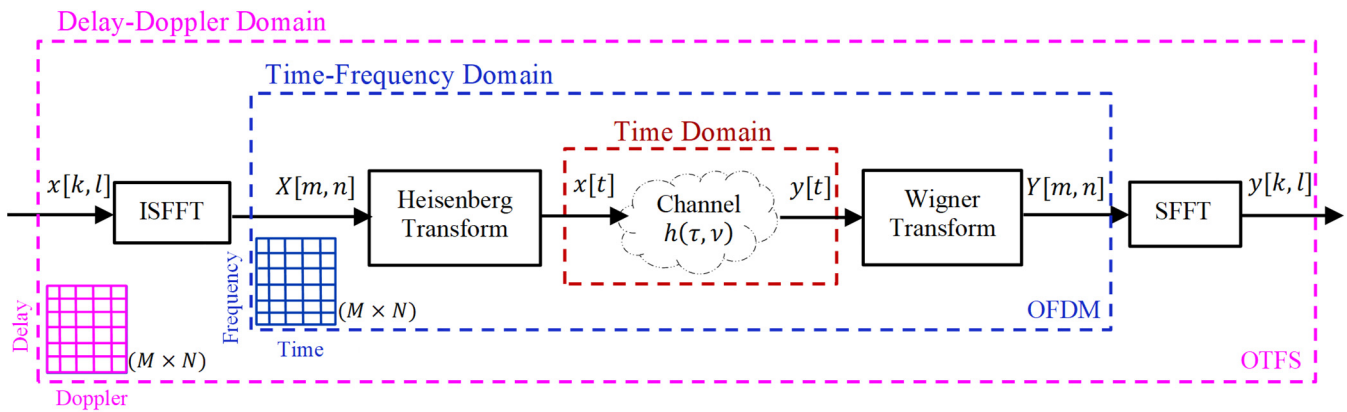 Delay-Doppler Domain
Time-Frequency Domain
Time Domain
x[k, l]
ISFFT
X[m, n]
Heisenberg
Transform
x[t]
Channel
h(τ, ν)
y[t]
Wigner
Transform
Y[m, n]
SFFT
y[k, l]
Frequency
(M × N)
Time
OFDM
Delay
(M × N)
Doppler
OTFS